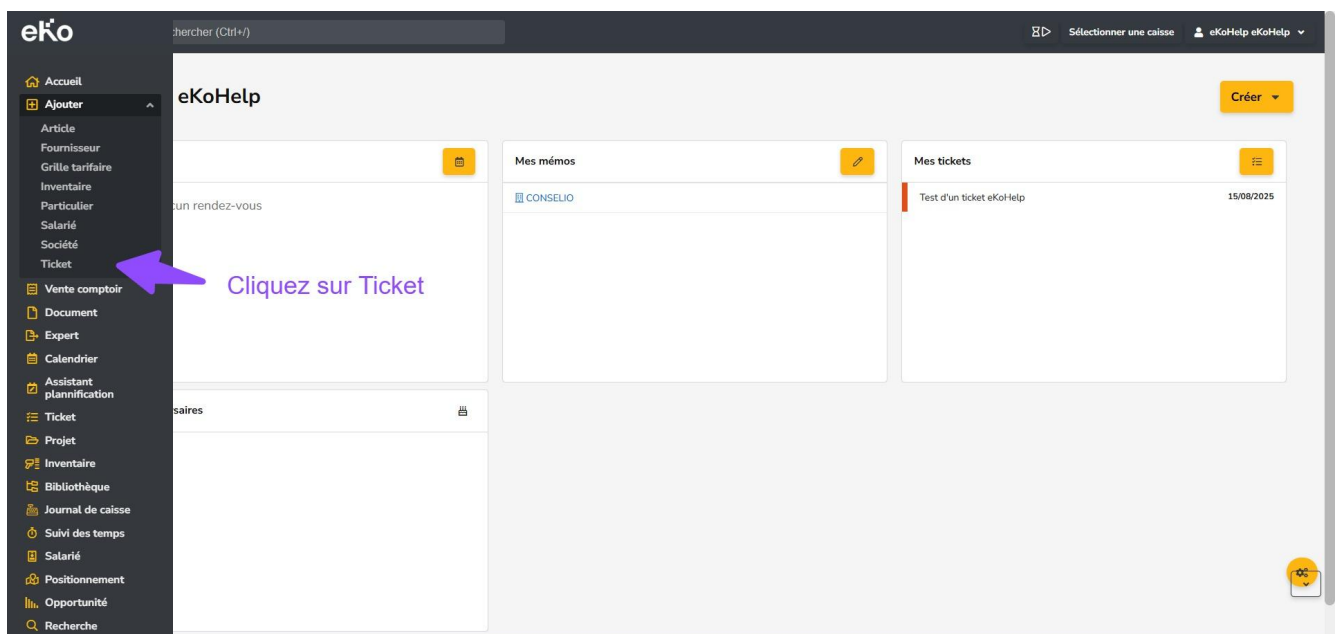 eKo
chercher (Ctrl+/)
Sélectionner une caisse
eKoHelp eKoHelp
Accueil
Ajouter
Article
Fournisseur
Grille tarifaire
Inventaire
Particulier
Salarié
Société
Ticket
Vente comptoir
Document
Expert
Calendrier
Assistant
plannification
Ticket
Projet
Inventaire
Bibliothèque
Journal de caisse
Suivi des temps
Salarié
Positionnement
Opportunité
Recherche
eKoHelp
Créer
cun rendez-vous
Cliquez sur Ticket
saires
Mes mémos
CONSELIO
Mes tickets
Test d'un ticket eKoHelp
15/08/2025